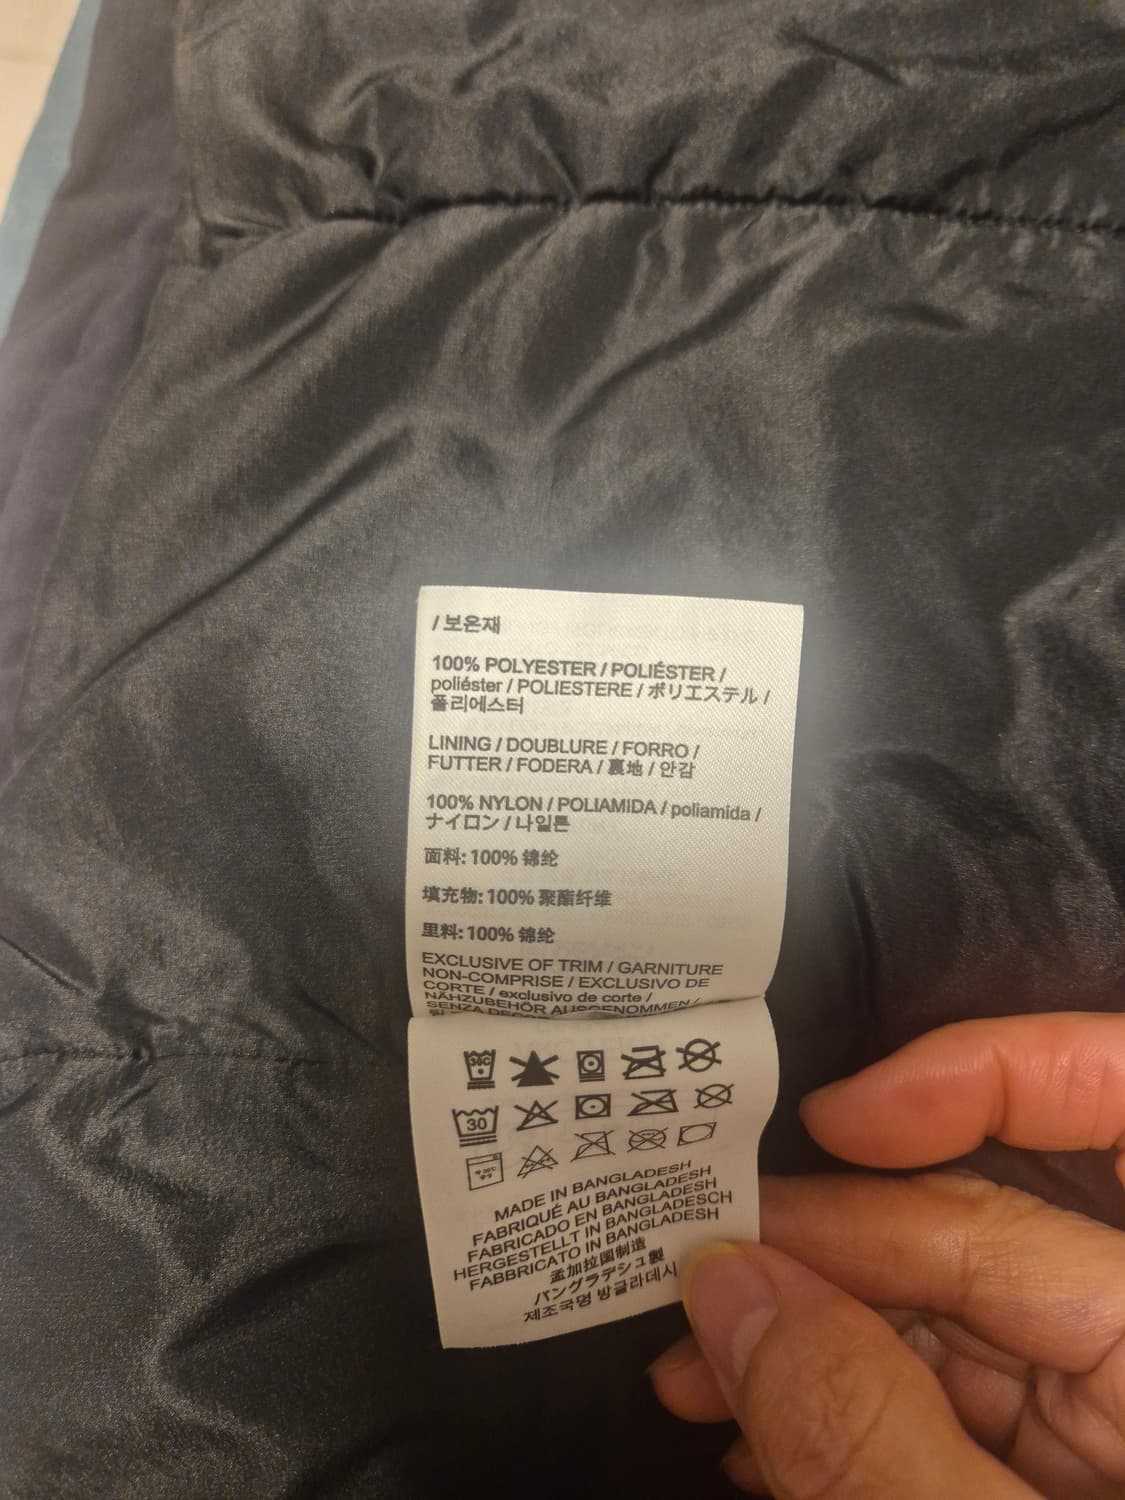 / 보온재
100% POLYESTER / POLIÉSTER /
poliéster / POLIESTERE / ポリエステル /
폴리에스터
LINING / DOUBLURE / FORRO /
FUTTER / FODERA / 裏地 / 안감
100% NYLON / POLIAMIDA / poliamida /
ナイロン / 나일론
面料: 100% 锦纶
填充物: 100% 聚酯纤维
里料: 100% 锦纶
EXCLUSIVE OF TRIM / GARNITURE
NON-COMPRISE / EXCLUSIVO DE
CORTE / exclusivo de corte /
NÄHZUBEHÖR AUSGENOMMEN /
SENZA
30C
30
MADE IN BANGLADESH
FABRIQUÉ AU BANGLADESH
FABRICADO EN BANGLADESH
HERGESTELLT IN BANGLADESCH
FABBRICATO IN BANGLADESH
孟加拉国制造
バングラデシュ製
제조국명 방글라데시